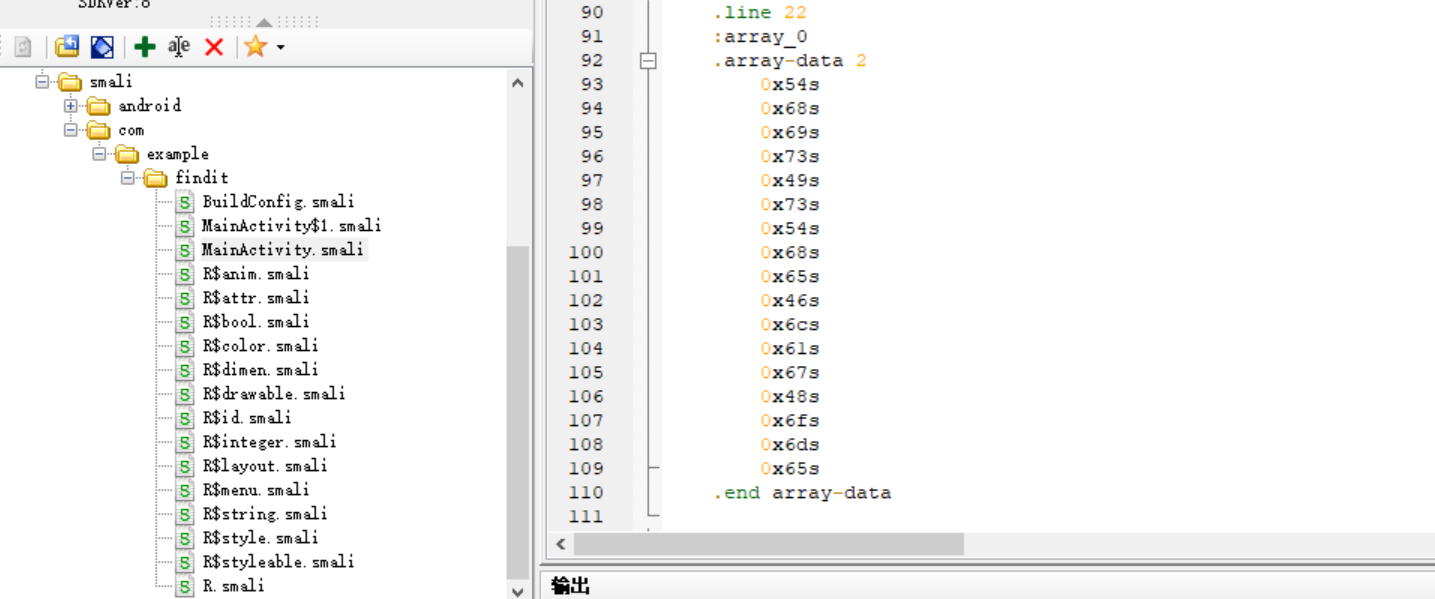 SDKVer:8
smali
android
com
example
findit
BuildConfig.smali
MainActivity$1.smali
MainActivity.smali
R$anim.smali
R$attr.smali
R$bool.smali
R$color.smali
R$dimen.smali
R$drawable.smali
R$id.smali
R$integer.smali
R$layout.smali
R$menu.smali
R$string.smali
R$style.smali
R$styleable.smali
R.smali
90 .line 22
91 :array_0
92 .array-data 2
93 0x54s
94 0x68s
95 0x69s
96 0x73s
97 0x49s
98 0x73s
99 0x54s
100 0x68s
101 0x65s
102 0x46s
103 0x6cs
104 0x61s
105 0x67s
106 0x48s
107 0x6fs
108 0x6ds
109 0x65s
110 .end array-data
111
输出